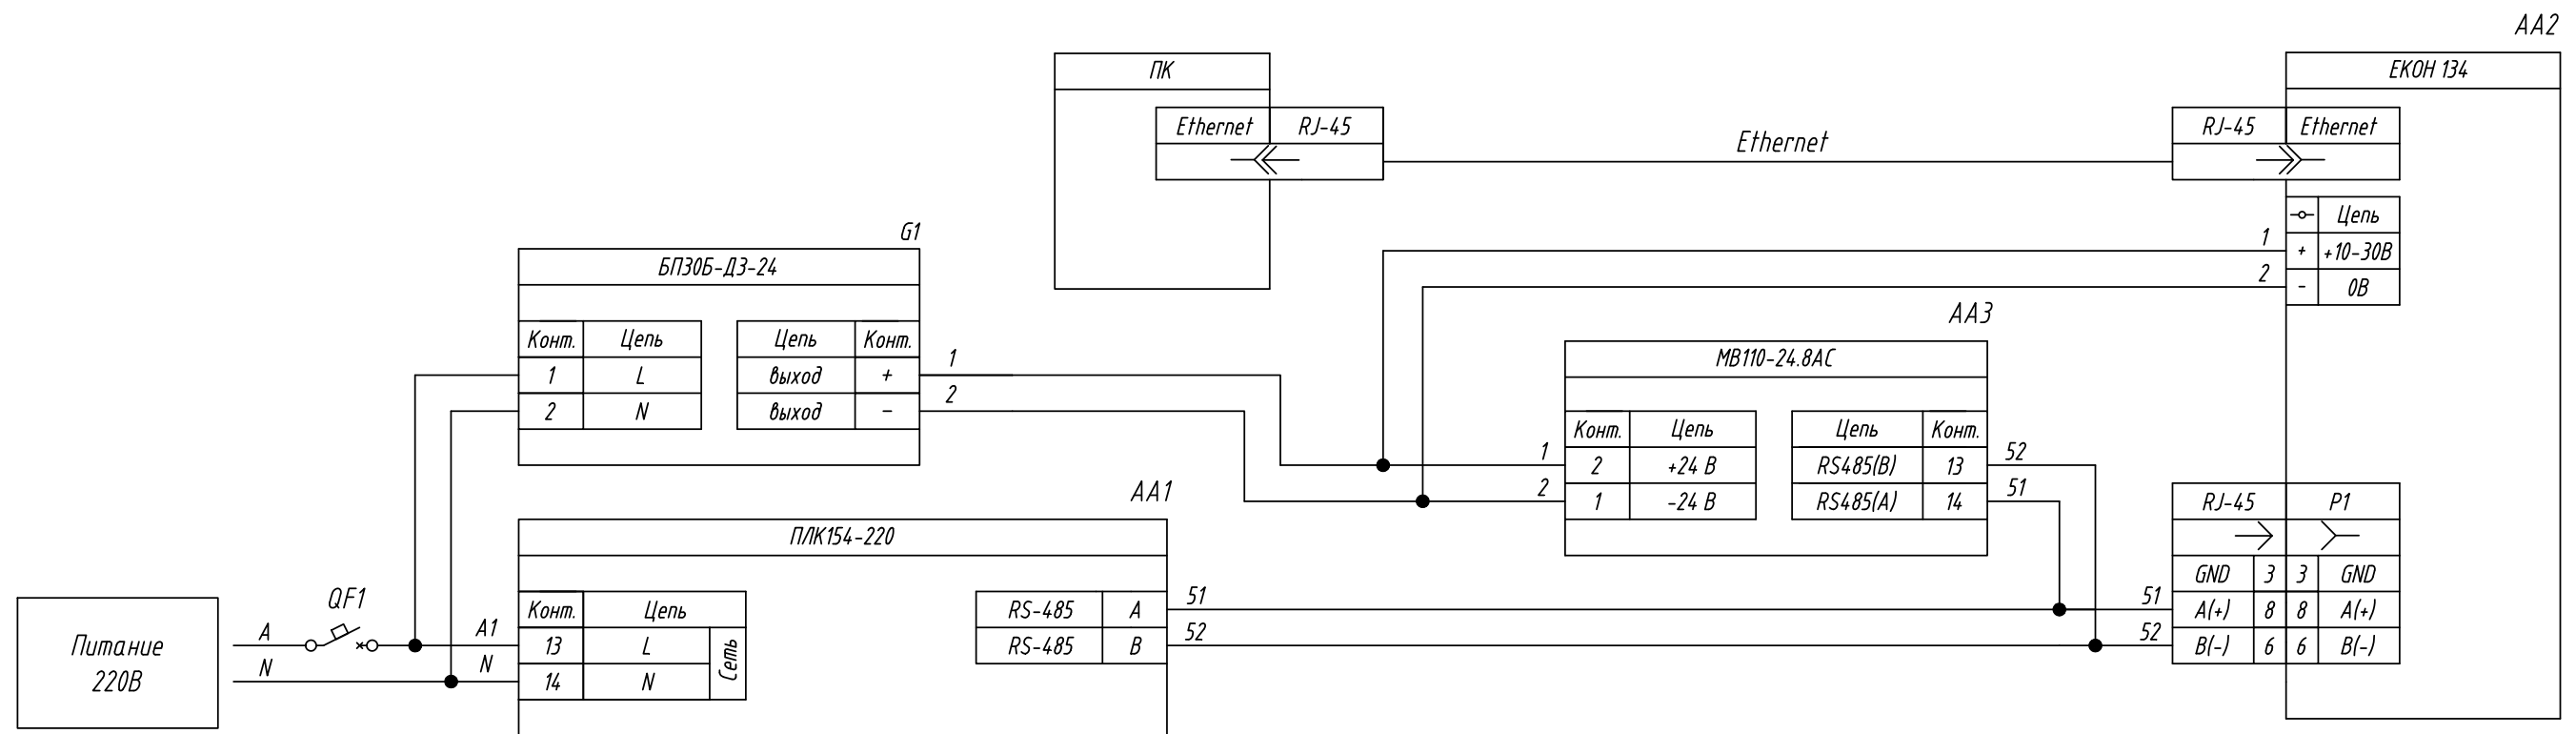 AA2
ПК
ЕКОН 134
Ethernet RJ-45
Ethernet
RJ-45 Ethernet
Цепь
1
+ +10-30В
2
- 0В
G1
БП30Б-Д3-24
Конт. Цепь
Цепь Конт.
1 L
выход +
1
2 N
выход -
2
AA3
МВ110-24.8АС
Конт. Цепь
Цепь Конт.
1
2 +24 В
RS485(B) 13
52
2
1 -24 В
RS485(A) 14
51
AA1
ПЛК154-220
Конт. Цепь
13 L
14 N
Сеть
RS-485 A
51
RS-485 B
52
RJ-45 P1
GND 3 3 GND
51
A(+) 8 8 A(+)
52
B(-) 6 6 B(-)
Питание
220В
QF1
A
N
A1
N